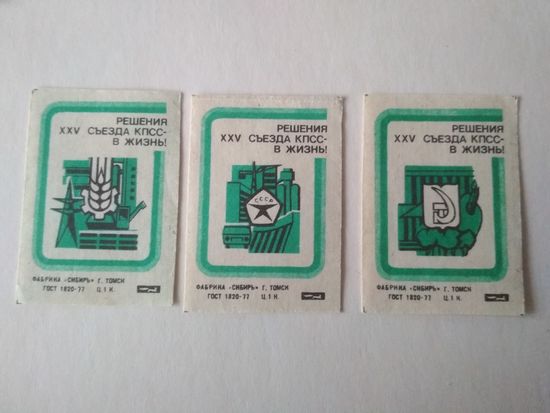 РЕШЕНИЯ
XXV СЪЕЗДА КПСС-
В ЖИЗНЬ!
ФАБРИКА «СИБИРЬ» Г. ТОМСК
ГОСТ 1820-77 Ц.1 К.
РЕШЕНИЯ
XXV СЪЕЗДА КПСС-
В ЖИЗНЬ!
СССР
ФАБРИКА «СИБИРЬ» Г. ТОМСК
ГОСТ 1820-77 Ц.1 К.
РЕШЕНИЯ
XXV СЪЕЗДА КПСС-
В ЖИЗНЬ!
ФАБРИКА «СИБИРЬ» Г. ТОМСК
ГОСТ 1820-77 Ц.1 К.